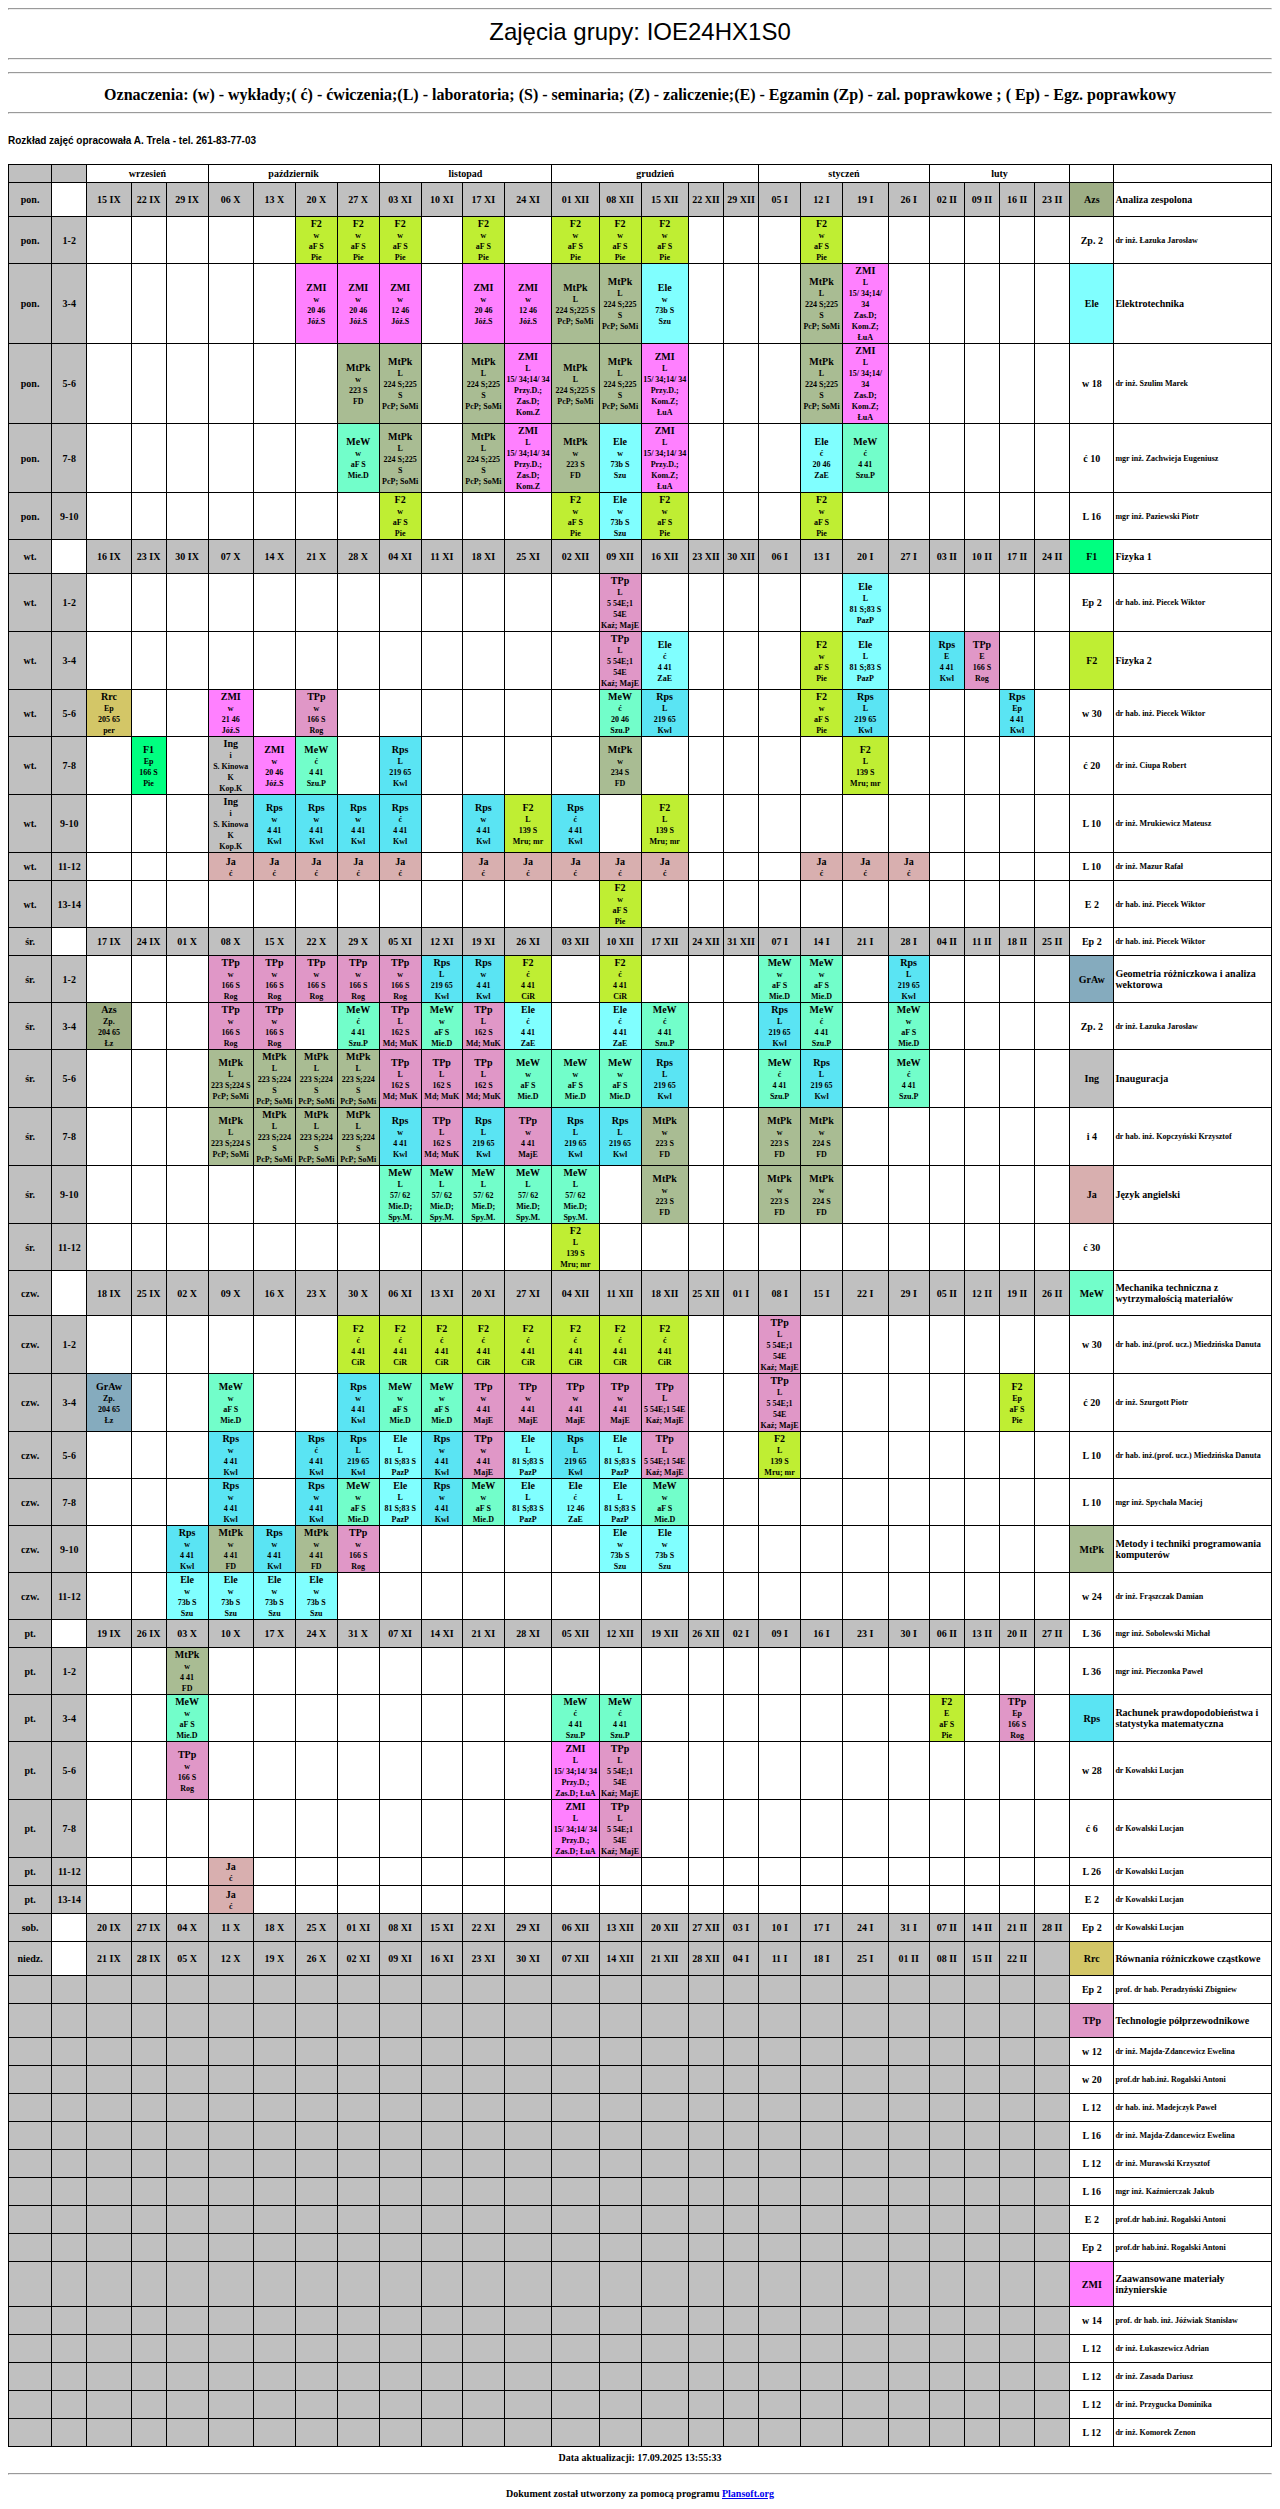 Zajęcia grupy: IOE24HX1S0
Oznaczenia: (w) - wykłady;( ć) - ćwiczenia;(L) - laboratoria; (S) - seminaria; (Z) - zaliczenie;(E) - Egzamin (Zp) - zal. poprawkowe ; ( Ep) - Egz. poprawkowy
Rozkład zajęć opracowała A. Trela - tel. 261-83-77-03
wrzesień październik listopad grudzień styczeń luty
pon. 15 IX 22 IX 29 IX 06 X 13 X 20 X 27 X 03 XI 10 XI 17 XI 24 XI 01 XII 08 XII 15 XII 22 XII 29 XII 05 I 12 I 19 I 26 I 02 II 09 II 16 II 23 II Azs Analiza zespolona
pon. 1-2 F2 F2 F2 F2 F2 F2 F2 F2 Zp. 2 dr inż. Łazuka Jarosław
w w w w w w w w
aF S aF S aF S aF S aF S aF S aF S aF S
Pie Pie Pie Pie Pie Pie Pie Pie
pon. 3-4 ZMI ZMI ZMI ZMI ZMI MtPk MtPk Ele MtPk ZMI Ele Elektrotechnika
w w w w w L L w L L
20 46 20 46 12 46 20 46 12 46 224 S;225 S 224 S;225 S 73b S 224 S;225 S 15/ 34;14/ 34
Jóź.S Jóź.S Jóź.S Jóź.S Jóź.S PcP; SoMi PcP; SoMi Szu PcP; SoMi Zas.D; Kom.Z; ŁuA
pon. 5-6 MtPk MtPk MtPk ZMI MtPk MtPk ZMI MtPk ZMI w 18 dr inż. Szulim Marek
w L L L L L L L L
223 S 224 S;225 S 224 S;225 S 15/ 34;14/ 34 224 S;225 S 224 S;225 S 15/ 34;14/ 34 224 S;225 S 15/ 34;14/ 34
FD PcP; SoMi PcP; SoMi Przy.D.; Zas.D; Kom.Z PcP; SoMi PcP; SoMi Przy.D.; Kom.Z; ŁuA PcP; SoMi Zas.D; Kom.Z; ŁuA
pon. 7-8 MeW MtPk MtPk ZMI MtPk Ele ZMI Ele MeW ć 10 mgr inż. Zachwieja Eugeniusz
w L L L w w L ć ć
aF S 224 S;225 S 224 S;225 S 15/ 34;14/ 34 223 S 73b S 15/ 34;14/ 34 20 46 4 41
Mie.D PcP; SoMi PcP; SoMi Przy.D.; Zas.D; Kom.Z FD Szu Przy.D.; Kom.Z; ŁuA ZaE Szu.P
pon. 9-10 F2 F2 Ele F2 F2 L 16 mgr inż. Paziewski Piotr
w w w w w
aF S aF S 73b S aF S aF S
Pie Pie Szu Pie Pie
wt. 16 IX 23 IX 30 IX 07 X 14 X 21 X 28 X 04 XI 11 XI 18 XI 25 XI 02 XII 09 XII 16 XII 23 XII 30 XII 06 I 13 I 20 I 27 I 03 II 10 II 17 II 24 II F1 Fizyka 1
wt. 1-2 TPp Ele Ep 2 dr hab. inż. Piecek Wiktor
L L
5 54E;1 54E 81 S;83 S
Kaź; MajE PazP
wt. 3-4 TPp Ele F2 Ele Rps TPp F2 Fizyka 2
L ć w L E E
5 54E;1 54E 4 41 aF S 81 S;83 S 4 41 166 S
Kaź; MajE ZaE Pie PazP Kwl Rog
wt. 5-6 Rrc ZMI TPp MeW Rps F2 Rps Rps w 30 dr hab. inż. Piecek Wiktor
Ep w w ć L w L Ep
205 65 21 46 166 S 20 46 219 65 aF S 219 65 4 41
per Jóź.S Rog Szu.P Kwl Pie Kwl Kwl
wt. 7-8 F1 Ing ZMI MeW Rps MtPk F2 ć 20 dr inż. Ciupa Robert
Ep i w ć L w L
166 S S. Kinowa K 20 46 4 41 219 65 234 S 139 S
Pie Kop.K Jóź.S Szu.P Kwl FD Mru; mr
wt. 9-10 Ing Rps Rps Rps Rps Rps F2 Rps F2 L 10 dr inż. Mrukiewicz Mateusz
i w w w ć w L ć L
S. Kinowa K 4 41 4 41 4 41 4 41 4 41 139 S 4 41 139 S
Kop.K Kwl Kwl Kwl Kwl Kwl Mru; mr Kwl Mru; mr
wt. 11-12 Ja Ja Ja Ja Ja Ja Ja Ja Ja Ja Ja Ja L 10 dr inż. Mazur Rafał
ć ć ć ć ć ć ć ć ć ć ć ć
wt. 13-14 F2 E 2 dr hab. inż. Piecek Wiktor
w
aF S
Pie
śr. 17 IX 24 IX 01 X 08 X 15 X 22 X 29 X 05 XI 12 XI 19 XI 26 XI 03 XII 10 XII 17 XII 24 XII 31 XII 07 I 14 I 21 I 28 I 04 II 11 II 18 II 25 II Ep 2 dr hab. inż. Piecek Wiktor
śr. 1-2 TPp TPp TPp TPp TPp Rps Rps F2 F2 MeW MeW Rps GrAw Geometria różniczkowa i analiza wektorowa
w w w w w L w ć ć w w L
166 S 166 S 166 S 166 S 166 S 219 65 4 41 4 41 4 41 aF S aF S 219 65
Rog Rog Rog Rog Rog Kwl Kwl CiR CiR Mie.D Mie.D Kwl
śr. 3-4 Azs TPp TPp MeW TPp MeW TPp Ele Ele MeW Rps MeW MeW Zp. 2 dr inż. Łazuka Jarosław
Zp. w w ć L w L ć ć ć L ć w
204 65 166 S 166 S 4 41 162 S aF S 162 S 4 41 4 41 4 41 219 65 4 41 aF S
Łz Rog Rog Szu.P Md; MuK Mie.D Md; MuK ZaE ZaE Szu.P Kwl Szu.P Mie.D
śr. 5-6 MtPk MtPk MtPk MtPk TPp TPp TPp MeW MeW MeW Rps MeW Rps MeW Ing Inauguracja
L L L L L L L w w w L ć L ć
223 S;224 S 223 S;224 S 223 S;224 S 223 S;224 S 162 S 162 S 162 S aF S aF S aF S 219 65 4 41 219 65 4 41
PcP; SoMi PcP; SoMi PcP; SoMi PcP; SoMi Md; MuK Md; MuK Md; MuK Mie.D Mie.D Mie.D Kwl Szu.P Kwl Szu.P
śr. 7-8 MtPk MtPk MtPk MtPk Rps TPp Rps TPp Rps Rps MtPk MtPk MtPk i 4 dr hab. inż. Kopczyński Krzysztof
L L L L w L L w L L w w w
223 S;224 S 223 S;224 S 223 S;224 S 223 S;224 S 4 41 162 S 219 65 4 41 219 65 219 65 223 S 223 S 224 S
PcP; SoMi PcP; SoMi PcP; SoMi PcP; SoMi Kwl Md; MuK Kwl MajE Kwl Kwl FD FD FD
śr. 9-10 MeW MeW MeW MeW MeW MtPk MtPk MtPk Ja Język angielski
L L L L L w w w
57/ 62 57/ 62 57/ 62 57/ 62 57/ 62 223 S 223 S 224 S
Mie.D; Spy.M. Mie.D; Spy.M. Mie.D; Spy.M. Mie.D; Spy.M. Mie.D; Spy.M. FD FD FD
śr. 11-12 F2 ć 30
L
139 S
Mru; mr
czw. 18 IX 25 IX 02 X 09 X 16 X 23 X 30 X 06 XI 13 XI 20 XI 27 XI 04 XII 11 XII 18 XII 25 XII 01 I 08 I 15 I 22 I 29 I 05 II 12 II 19 II 26 II MeW Mechanika techniczna z wytrzymałością materiałów
czw. 1-2 F2 F2 F2 F2 F2 F2 F2 F2 TPp w 30 dr hab. inż.(prof. ucz.) Miedzińska Danuta
ć ć ć ć ć ć ć ć L
4 41 4 41 4 41 4 41 4 41 4 41 4 41 4 41 5 54E;1 54E
CiR CiR CiR CiR CiR CiR CiR CiR Kaź; MajE
czw. 3-4 GrAw MeW Rps MeW MeW TPp TPp TPp TPp TPp TPp F2 ć 20 dr inż. Szurgott Piotr
Zp. w w w w w w w w L L Ep
204 65 aF S 4 41 aF S aF S 4 41 4 41 4 41 4 41 5 54E;1 54E 5 54E;1 54E aF S
Łz Mie.D Kwl Mie.D Mie.D MajE MajE MajE MajE Kaź; MajE Kaź; MajE Pie
czw. 5-6 Rps Rps Rps Ele Rps TPp Ele Rps Ele TPp F2 L 10 dr hab. inż.(prof. ucz.) Miedzińska Danuta
w ć L L w w L L L L L
4 41 4 41 219 65 81 S;83 S 4 41 4 41 81 S;83 S 219 65 81 S;83 S 5 54E;1 54E 139 S
Kwl Kwl Kwl PazP Kwl MajE PazP Kwl PazP Kaź; MajE Mru; mr
czw. 7-8 Rps Rps MeW Ele Rps MeW Ele Ele Ele MeW L 10 mgr inż. Spychała Maciej
w w w L w w L ć L w
4 41 4 41 aF S 81 S;83 S 4 41 aF S 81 S;83 S 12 46 81 S;83 S aF S
Kwl Kwl Mie.D PazP Kwl Mie.D PazP ZaE PazP Mie.D
czw. 9-10 Rps MtPk Rps MtPk TPp Ele Ele MtPk Metody i techniki programowania komputerów
w w w w w w w
4 41 4 41 4 41 4 41 166 S 73b S 73b S
Kwl FD Kwl FD Rog Szu Szu
czw. 11-12 Ele Ele Ele Ele w 24 dr inż. Frąszczak Damian
w w w w
73b S 73b S 73b S 73b S
Szu Szu Szu Szu
pt. 19 IX 26 IX 03 X 10 X 17 X 24 X 31 X 07 XI 14 XI 21 XI 28 XI 05 XII 12 XII 19 XII 26 XII 02 I 09 I 16 I 23 I 30 I 06 II 13 II 20 II 27 II L 36 mgr inż. Sobolewski Michał
pt. 1-2 MtPk L 36 mgr inż. Pieczonka Paweł
w
4 41
FD
pt. 3-4 MeW MeW MeW F2 TPp Rps Rachunek prawdopodobieństwa i statystyka matematyczna
w ć ć E Ep
aF S 4 41 4 41 aF S 166 S
Mie.D Szu.P Szu.P Pie Rog
pt. 5-6 TPp ZMI TPp w 28 dr Kowalski Lucjan
w L L
166 S 15/ 34;14/ 34 5 54E;1 54E
Rog Przy.D.; Zas.D; ŁuA Kaź; MajE
pt. 7-8 ZMI TPp ć 6 dr Kowalski Lucjan
L L
15/ 34;14/ 34 5 54E;1 54E
Przy.D.; Zas.D; ŁuA Kaź; MajE
pt. 11-12 Ja L 26 dr Kowalski Lucjan
ć
pt. 13-14 Ja E 2 dr Kowalski Lucjan
ć
sob. 20 IX 27 IX 04 X 11 X 18 X 25 X 01 XI 08 XI 15 XI 22 XI 29 XI 06 XII 13 XII 20 XII 27 XII 03 I 10 I 17 I 24 I 31 I 07 II 14 II 21 II 28 II Ep 2 dr Kowalski Lucjan
niedz. 21 IX 28 IX 05 X 12 X 19 X 26 X 02 XI 09 XI 16 XI 23 XI 30 XI 07 XII 14 XII 21 XII 28 XII 04 I 11 I 18 I 25 I 01 II 08 II 15 II 22 II Rrc Równania różniczkowe cząstkowe
Ep 2 prof. dr hab. Peradzyński Zbigniew
TPp Technologie półprzewodnikowe
w 12 dr inż. Majda-Zdancewicz Ewelina
w 20 prof.dr hab.inż. Rogalski Antoni
L 12 dr hab. inż. Madejczyk Paweł
L 16 dr inż. Majda-Zdancewicz Ewelina
L 12 dr inż. Murawski Krzysztof
L 16 mgr inż. Kaźmierczak Jakub
E 2 prof.dr hab.inż. Rogalski Antoni
Ep 2 prof.dr hab.inż. Rogalski Antoni
ZMI Zaawansowane materiały inżynierskie
w 14 prof. dr hab. inż. Jóźwiak Stanisław
L 12 dr inż. Łukaszewicz Adrian
L 12 dr inż. Zasada Dariusz
L 12 dr inż. Przygucka Dominika
L 12 dr inż. Komorek Zenon
Data aktualizacji: 17.09.2025 13:55:33
Dokument został utworzony za pomocą programu Plansoft.org